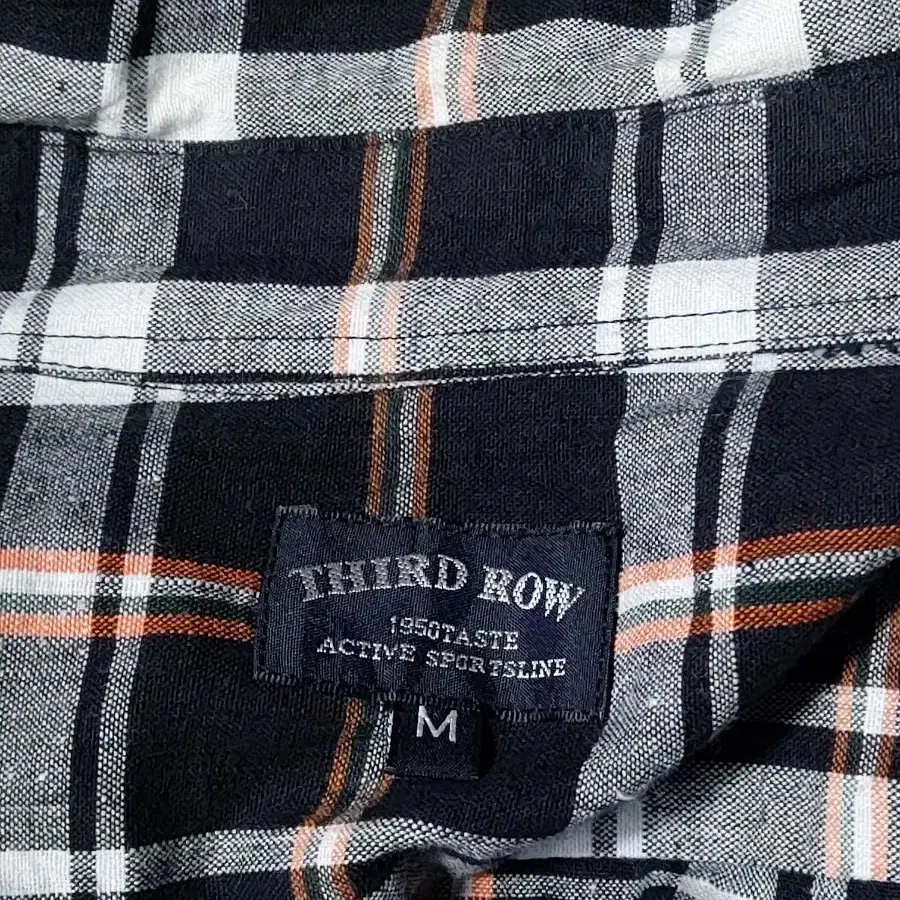 THIRD ROW
1950TASTE
ACTIVE SPORTSLINE
M